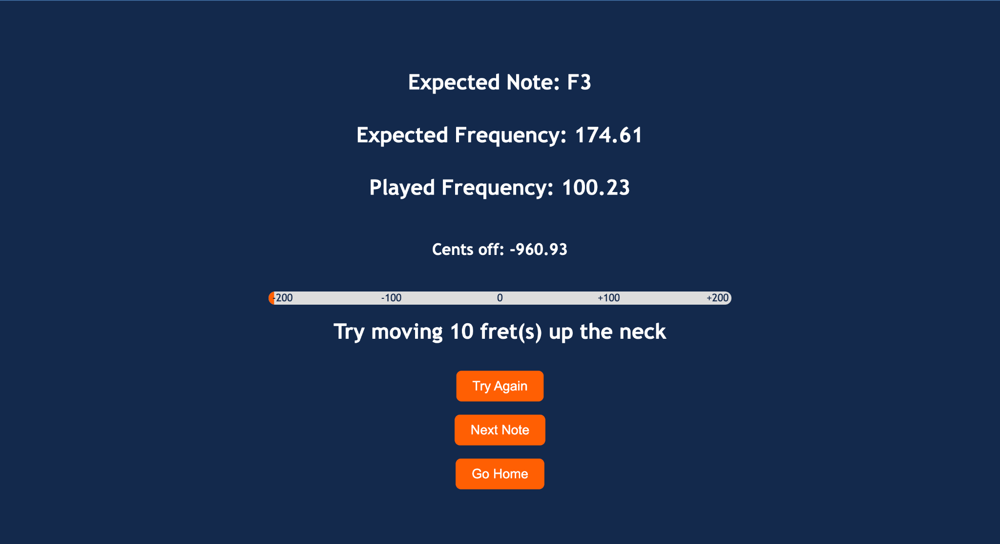 Expected Note: F3
Expected Frequency: 174.61
Played Frequency: 100.23
Cents off: -960.93
-200 -100 0 +100 +200
Try moving 10 fret(s) up the neck
Try Again
Next Note
Go Home